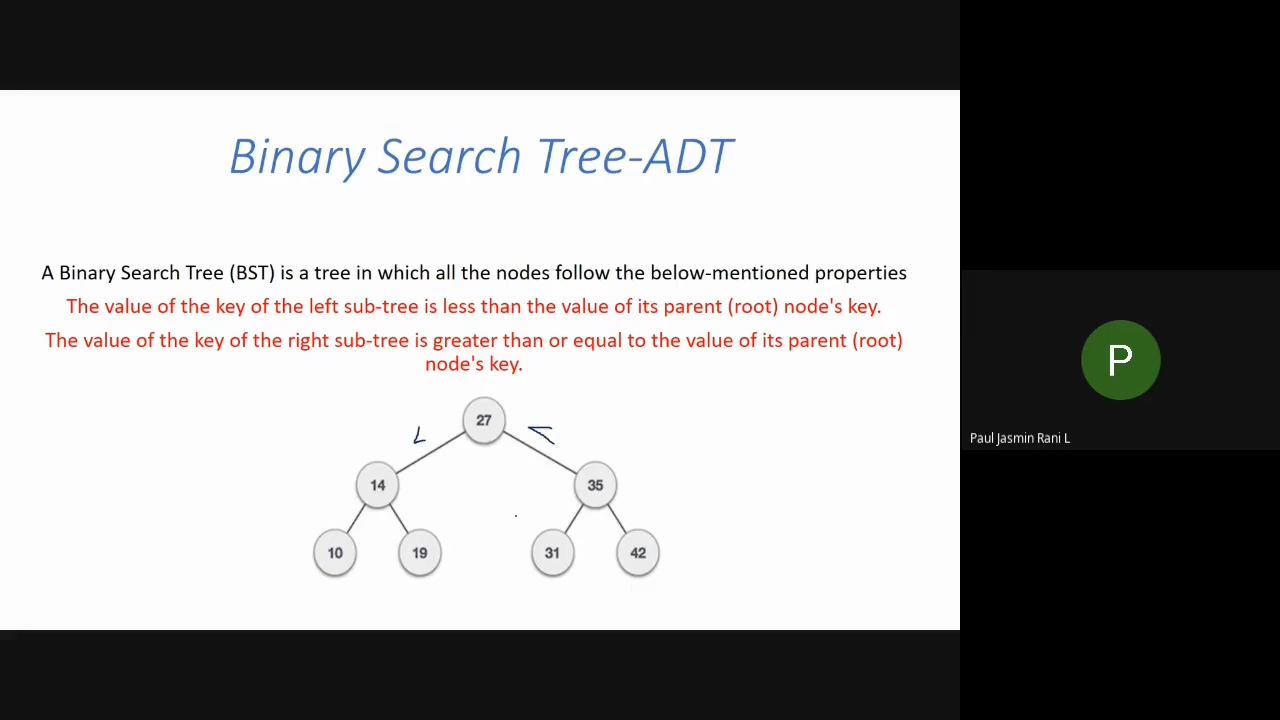 Binary Search Tree-ADT
A Binary Search Tree (BST) is a tree in which all the nodes follow the below-mentioned properties
The value of the key of the left sub-tree is less than the value of its parent (root) node's key.
The value of the key of the right sub-tree is greater than or equal to the value of its parent (root)
node's key.
27
14
35
10
19
31
42
P
Paul Jasmin Rani L